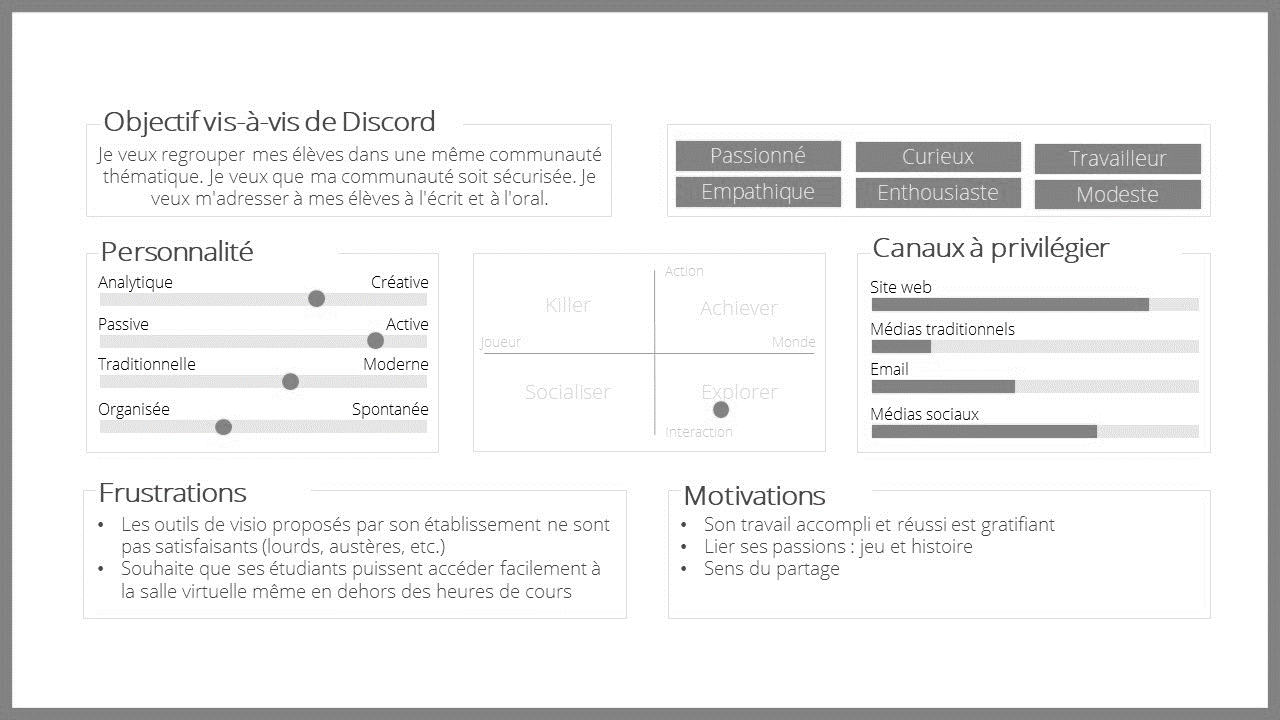 Objectif vis-à-vis de Discord
Je veux regrouper mes élèves dans une même communauté
thématique. Je veux que ma communauté soit sécurisée. Je
veux m'adresser à mes élèves à l'écrit et à l'oral.
Passionné
Curieux
Travailleur
Empathique
Enthousiaste
Modeste
Personnalité
Analytique
Créative
Passive
Active
Traditionnelle
Moderne
Organisée
Spontanée
Action
Killer
Achiever
Joueur
Monde
Socialiser
Explorer
Interaction
Canaux à privilégier
Site web
Médias traditionnels
Email
Médias sociaux
Frustrations
• Les outils de visio proposés par son établissement ne sont
pas satisfaisants (lourds, austères, etc.)
• Souhaite que ses étudiants puissent accéder facilement à
la salle virtuelle même en dehors des heures de cours
Motivations
• Son travail accompli et réussi est gratifiant
• Lier ses passions : jeu et histoire
• Sens du partage